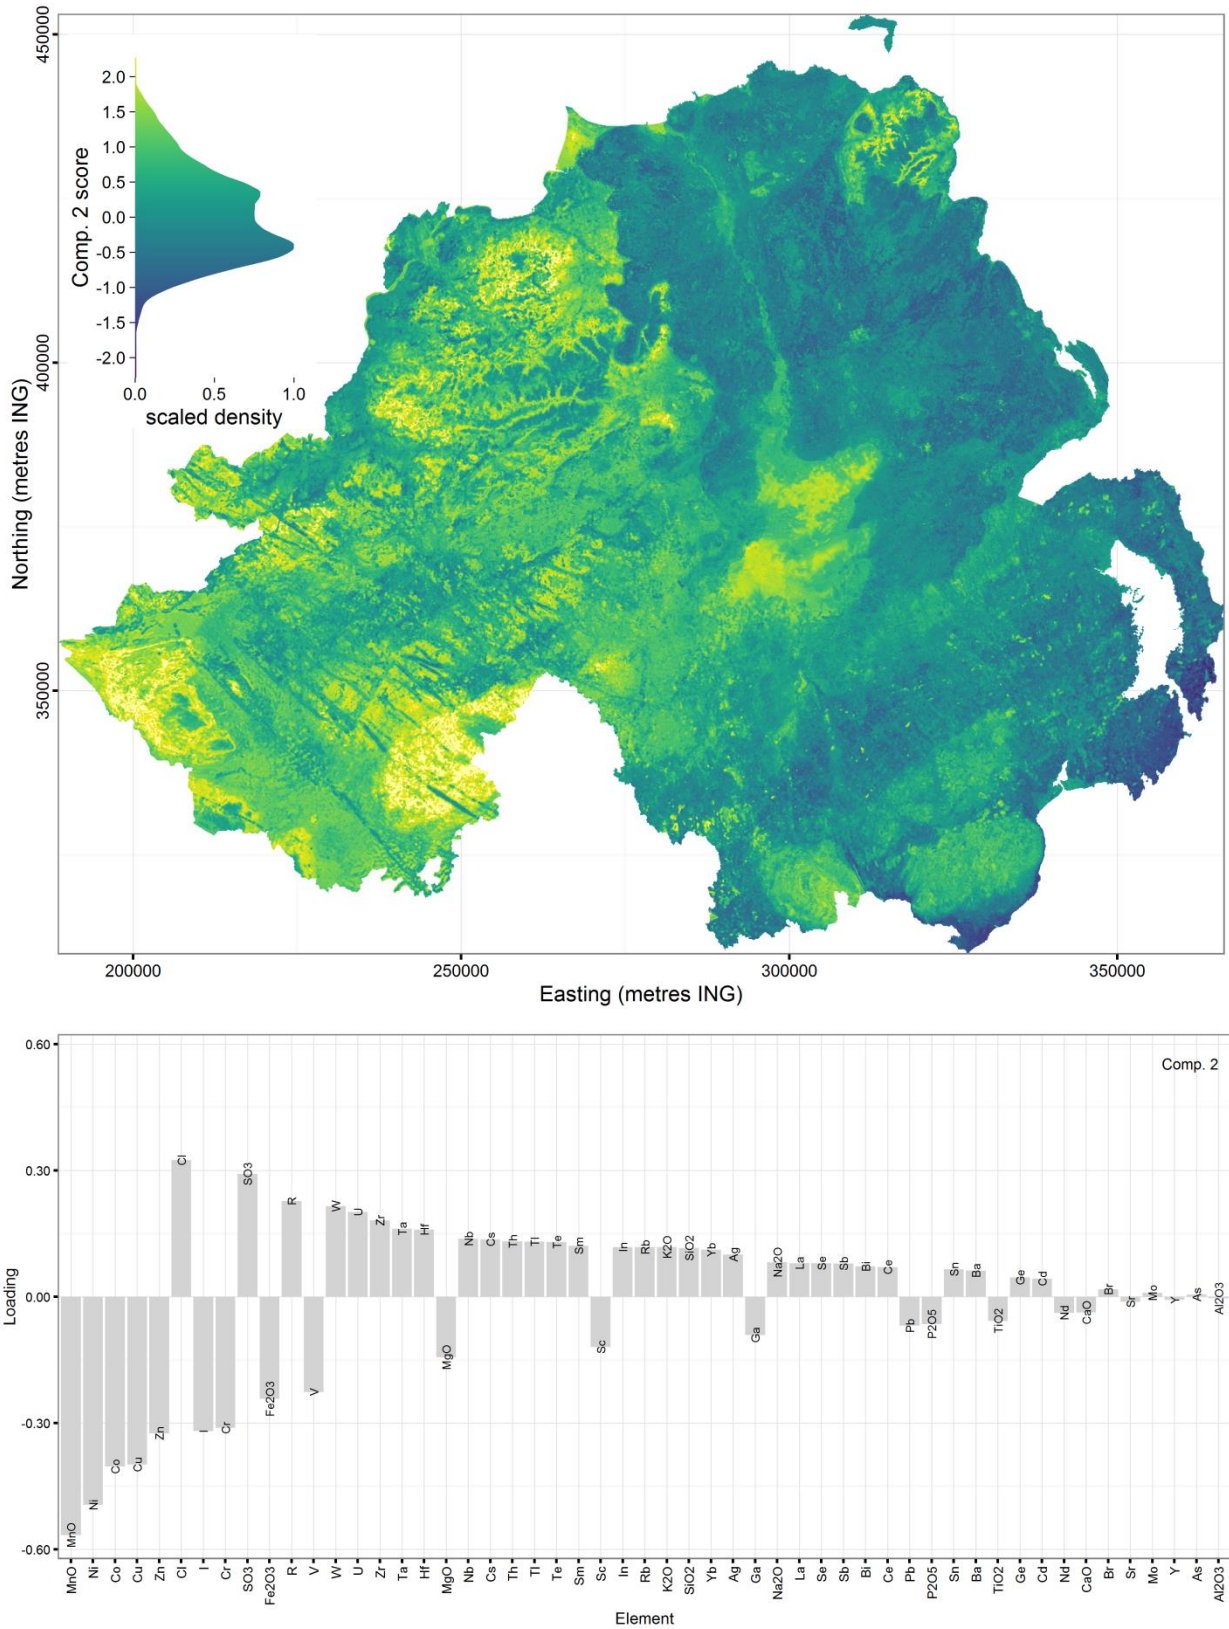 450000
400000
350000
Northing (metres ING)
2.0
1.5
1.0
0.5
0.0
-0.5
-1.0
-1.5
-2.0
Comp. 2 score
0.0 0.5 1.0
scaled density
200000 250000 300000 350000
Easting (metres ING)
Comp. 2
0.60
0.30
0.00
-0.30
-0.60
Loading
MnO Ni Co Cu Zn Cl I Cr SO3 Fe2O3 R V W U Zr Ta Hf MgO Nb Cs Th Tl Te Sm Sc In Rb K2O SiO2 Yb Ag Ga Na2O La Se Sb Bi Ce Pb P2O5 Sn Ba TiO2 Ge Cd Nd CaO Br Sr Mo Y As Al2O3
MnO Ni Co Cu Zn Cl I Cr SO3 Fe2O3 R V W U Zr Ta Hf MgO Nb Cs Th Tl Te Sm Sc In Rb K2O SiO2 Yb Ag Ga Na2O La Se Sb Bi Ce Pb P2O5 Sn Ba TiO2 Ge Cd Nd CaO Br Sr Mo Y As Al2O3
Element